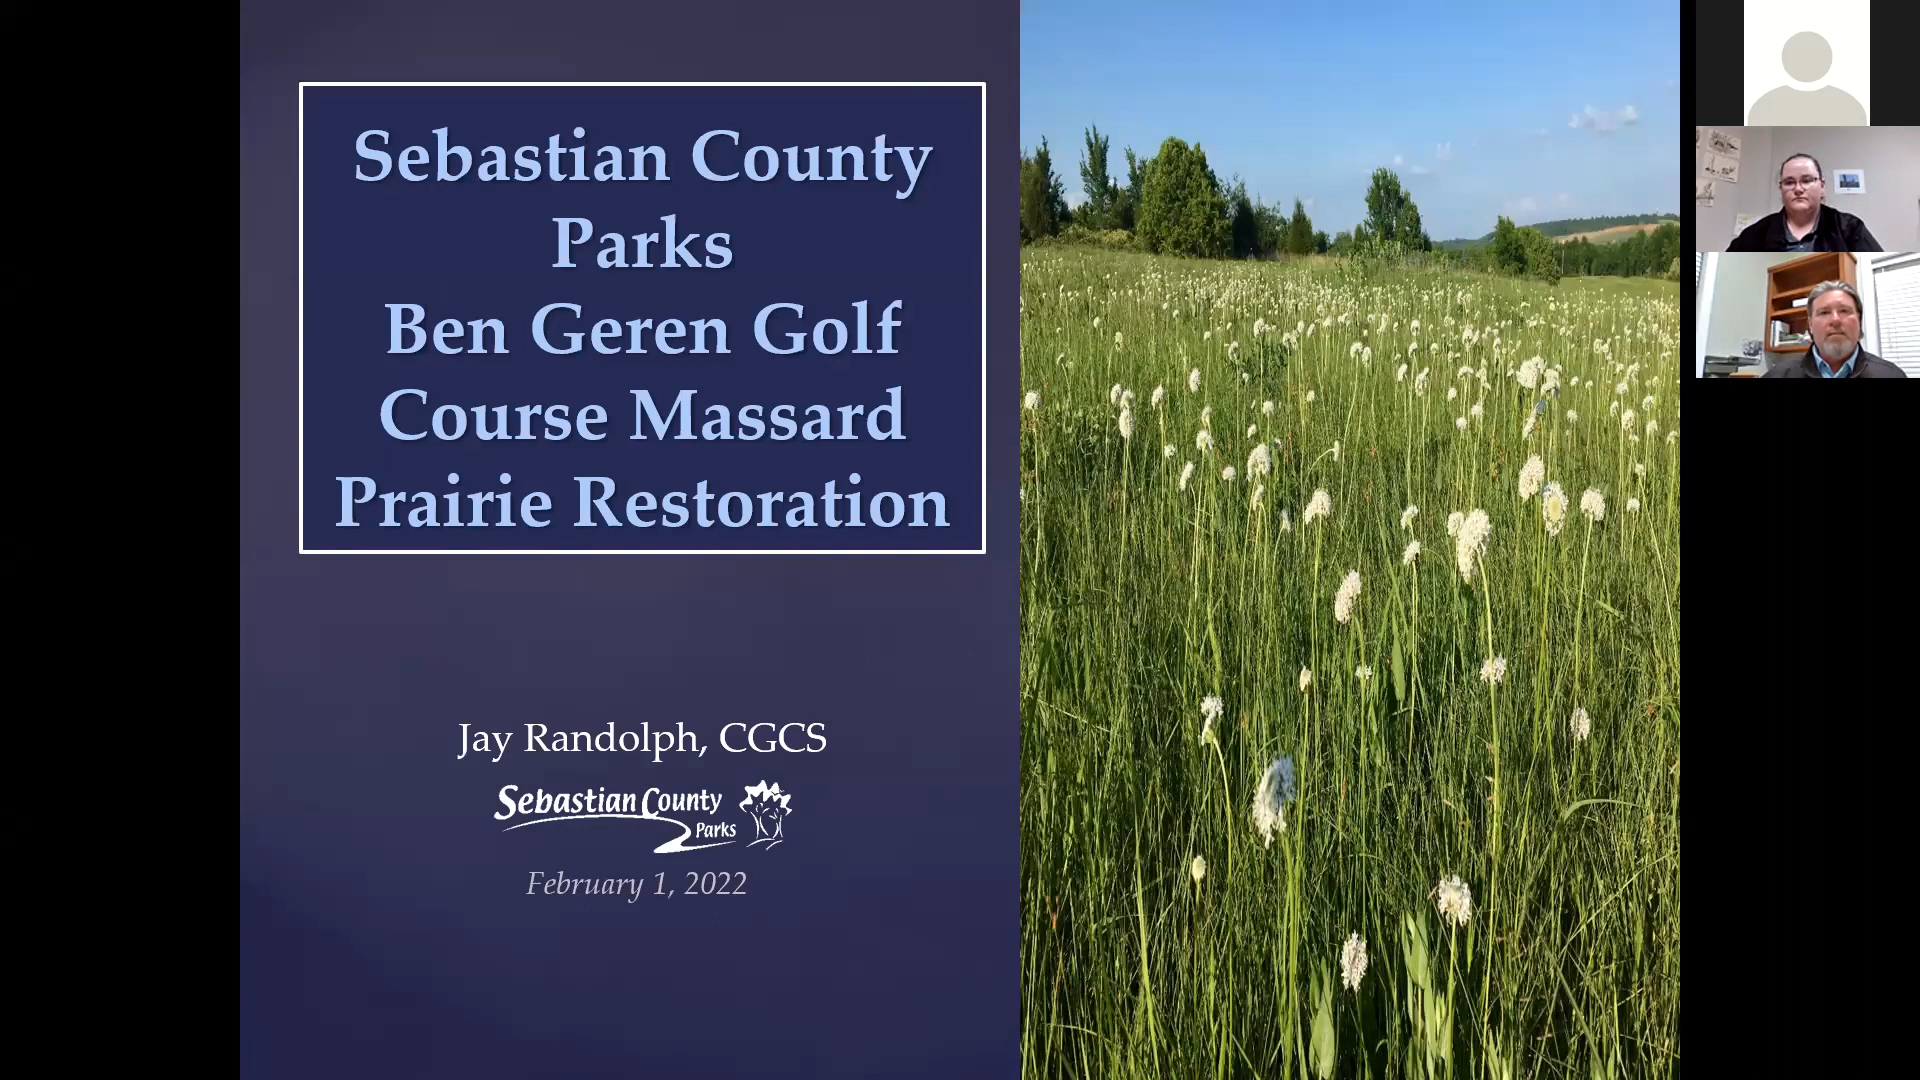 Sebastian County
Parks
Ben Geren Golf
Course Massard
Prairie Restoration
Jay Randolph, CGCS
Sebastian County
Parks
February 1, 2022